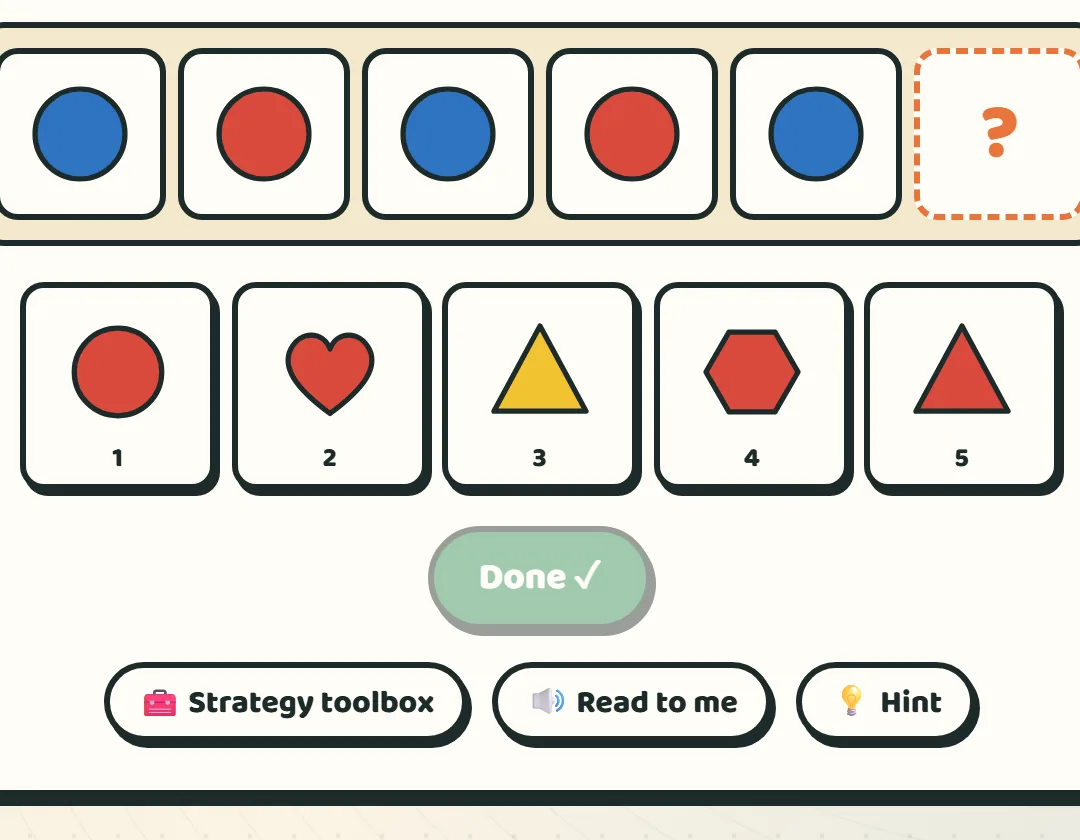 ?
1 2 3 4 5
Done ✓
🧰 Strategy toolbox 🔊 Read to me 💡 Hint